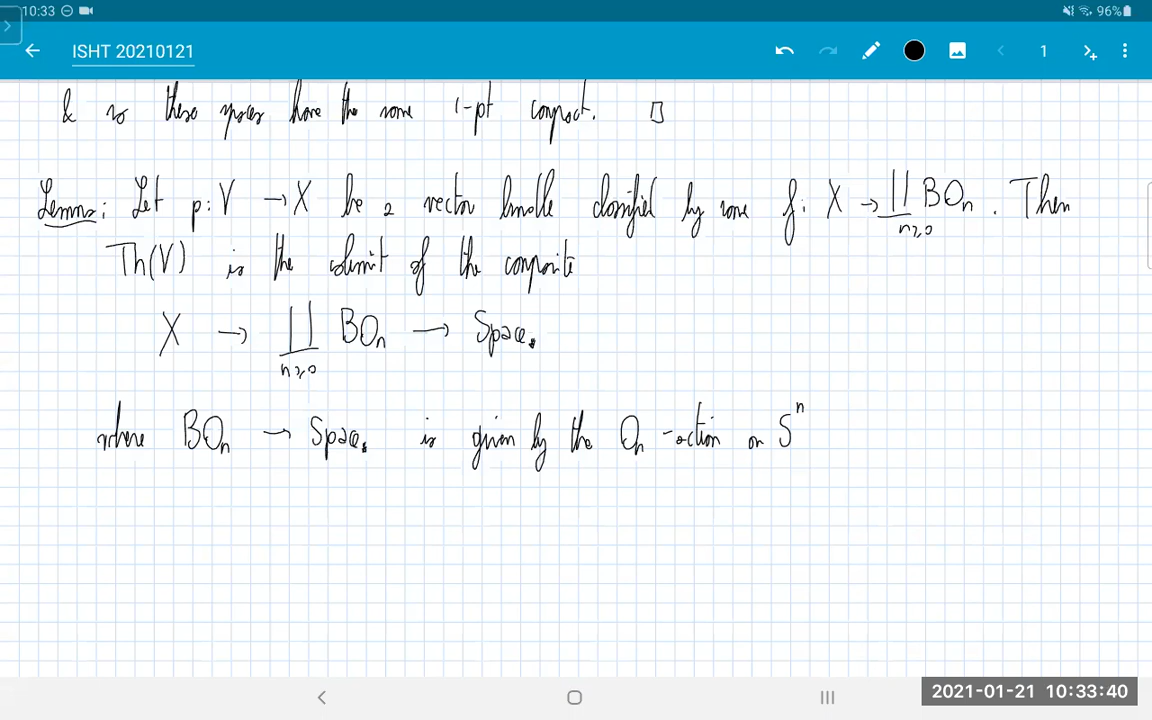 10:33
96%
ISHT 20210121
1
& so these spaces have the same 1-pt compact. □
Lemma: Let p: V → X be a vector bundle classified by some f: X → ∐_{n≥0} BO_n. Then
Th(V) is the colimit of the composite
X → ∐_{n≥0} BO_n → Space_*
where BO_n → Space_* is given by the O_n-action on S^n
2021-01-21 10:33:40